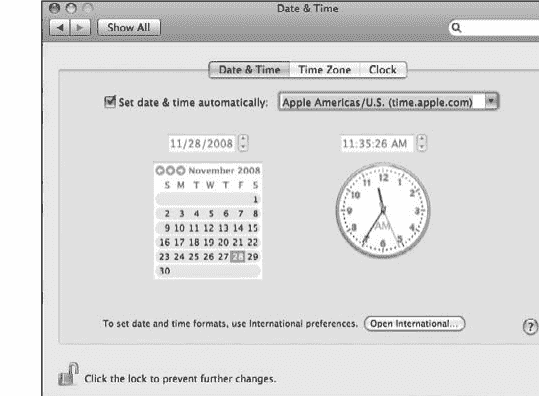 Date & Time
Show All
Date & Time Time Zone Clock
Set date & time automatically: Apple Americas/U.S. (time.apple.com)
11/28/2008 11:35:26 AM
November 2008
S M T W T F S
1
2 3 4 5 6 7 8
9 10 11 12 13 14 15
16 17 18 19 20 21 22
23 24 25 26 27 28 29
30
12
11 1
10 2
9 3
8 4
7 5
6
AM
To set date and time formats, use International preferences. Open International...
?
Click the lock to prevent further changes.